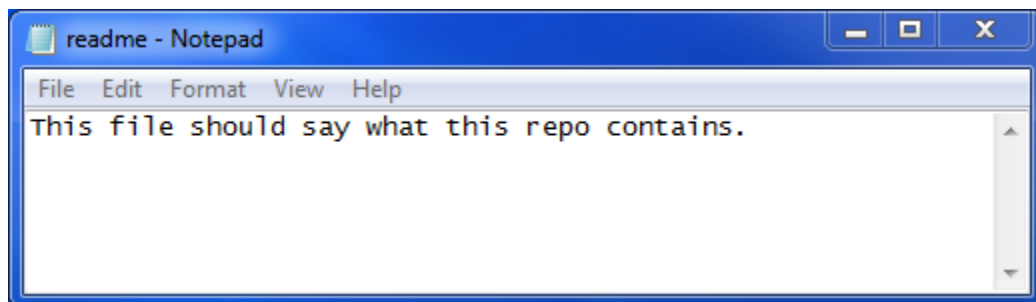 readme - Notepad
File Edit Format View Help
This file should say what this repo contains.